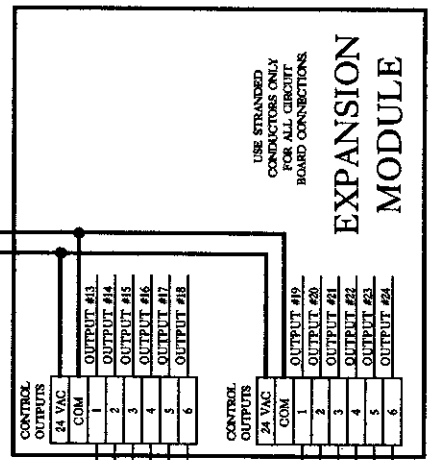 USE STRANDED
CONDUCTORS ONLY
FOR ALL CIRCUIT
BOARD CONNECTIONS.
EXPANSION
MODULE
CONTROL
OUTPUTS
24 VAC
COM
1 OUTPUT #13
2 OUTPUT #14
3 OUTPUT #15
4 OUTPUT #16
5 OUTPUT #17
6 OUTPUT #18
CONTROL
OUTPUTS
24 VAC
COM
1 OUTPUT #19
2 OUTPUT #20
3 OUTPUT #21
4 OUTPUT #22
5 OUTPUT #23
6 OUTPUT #24